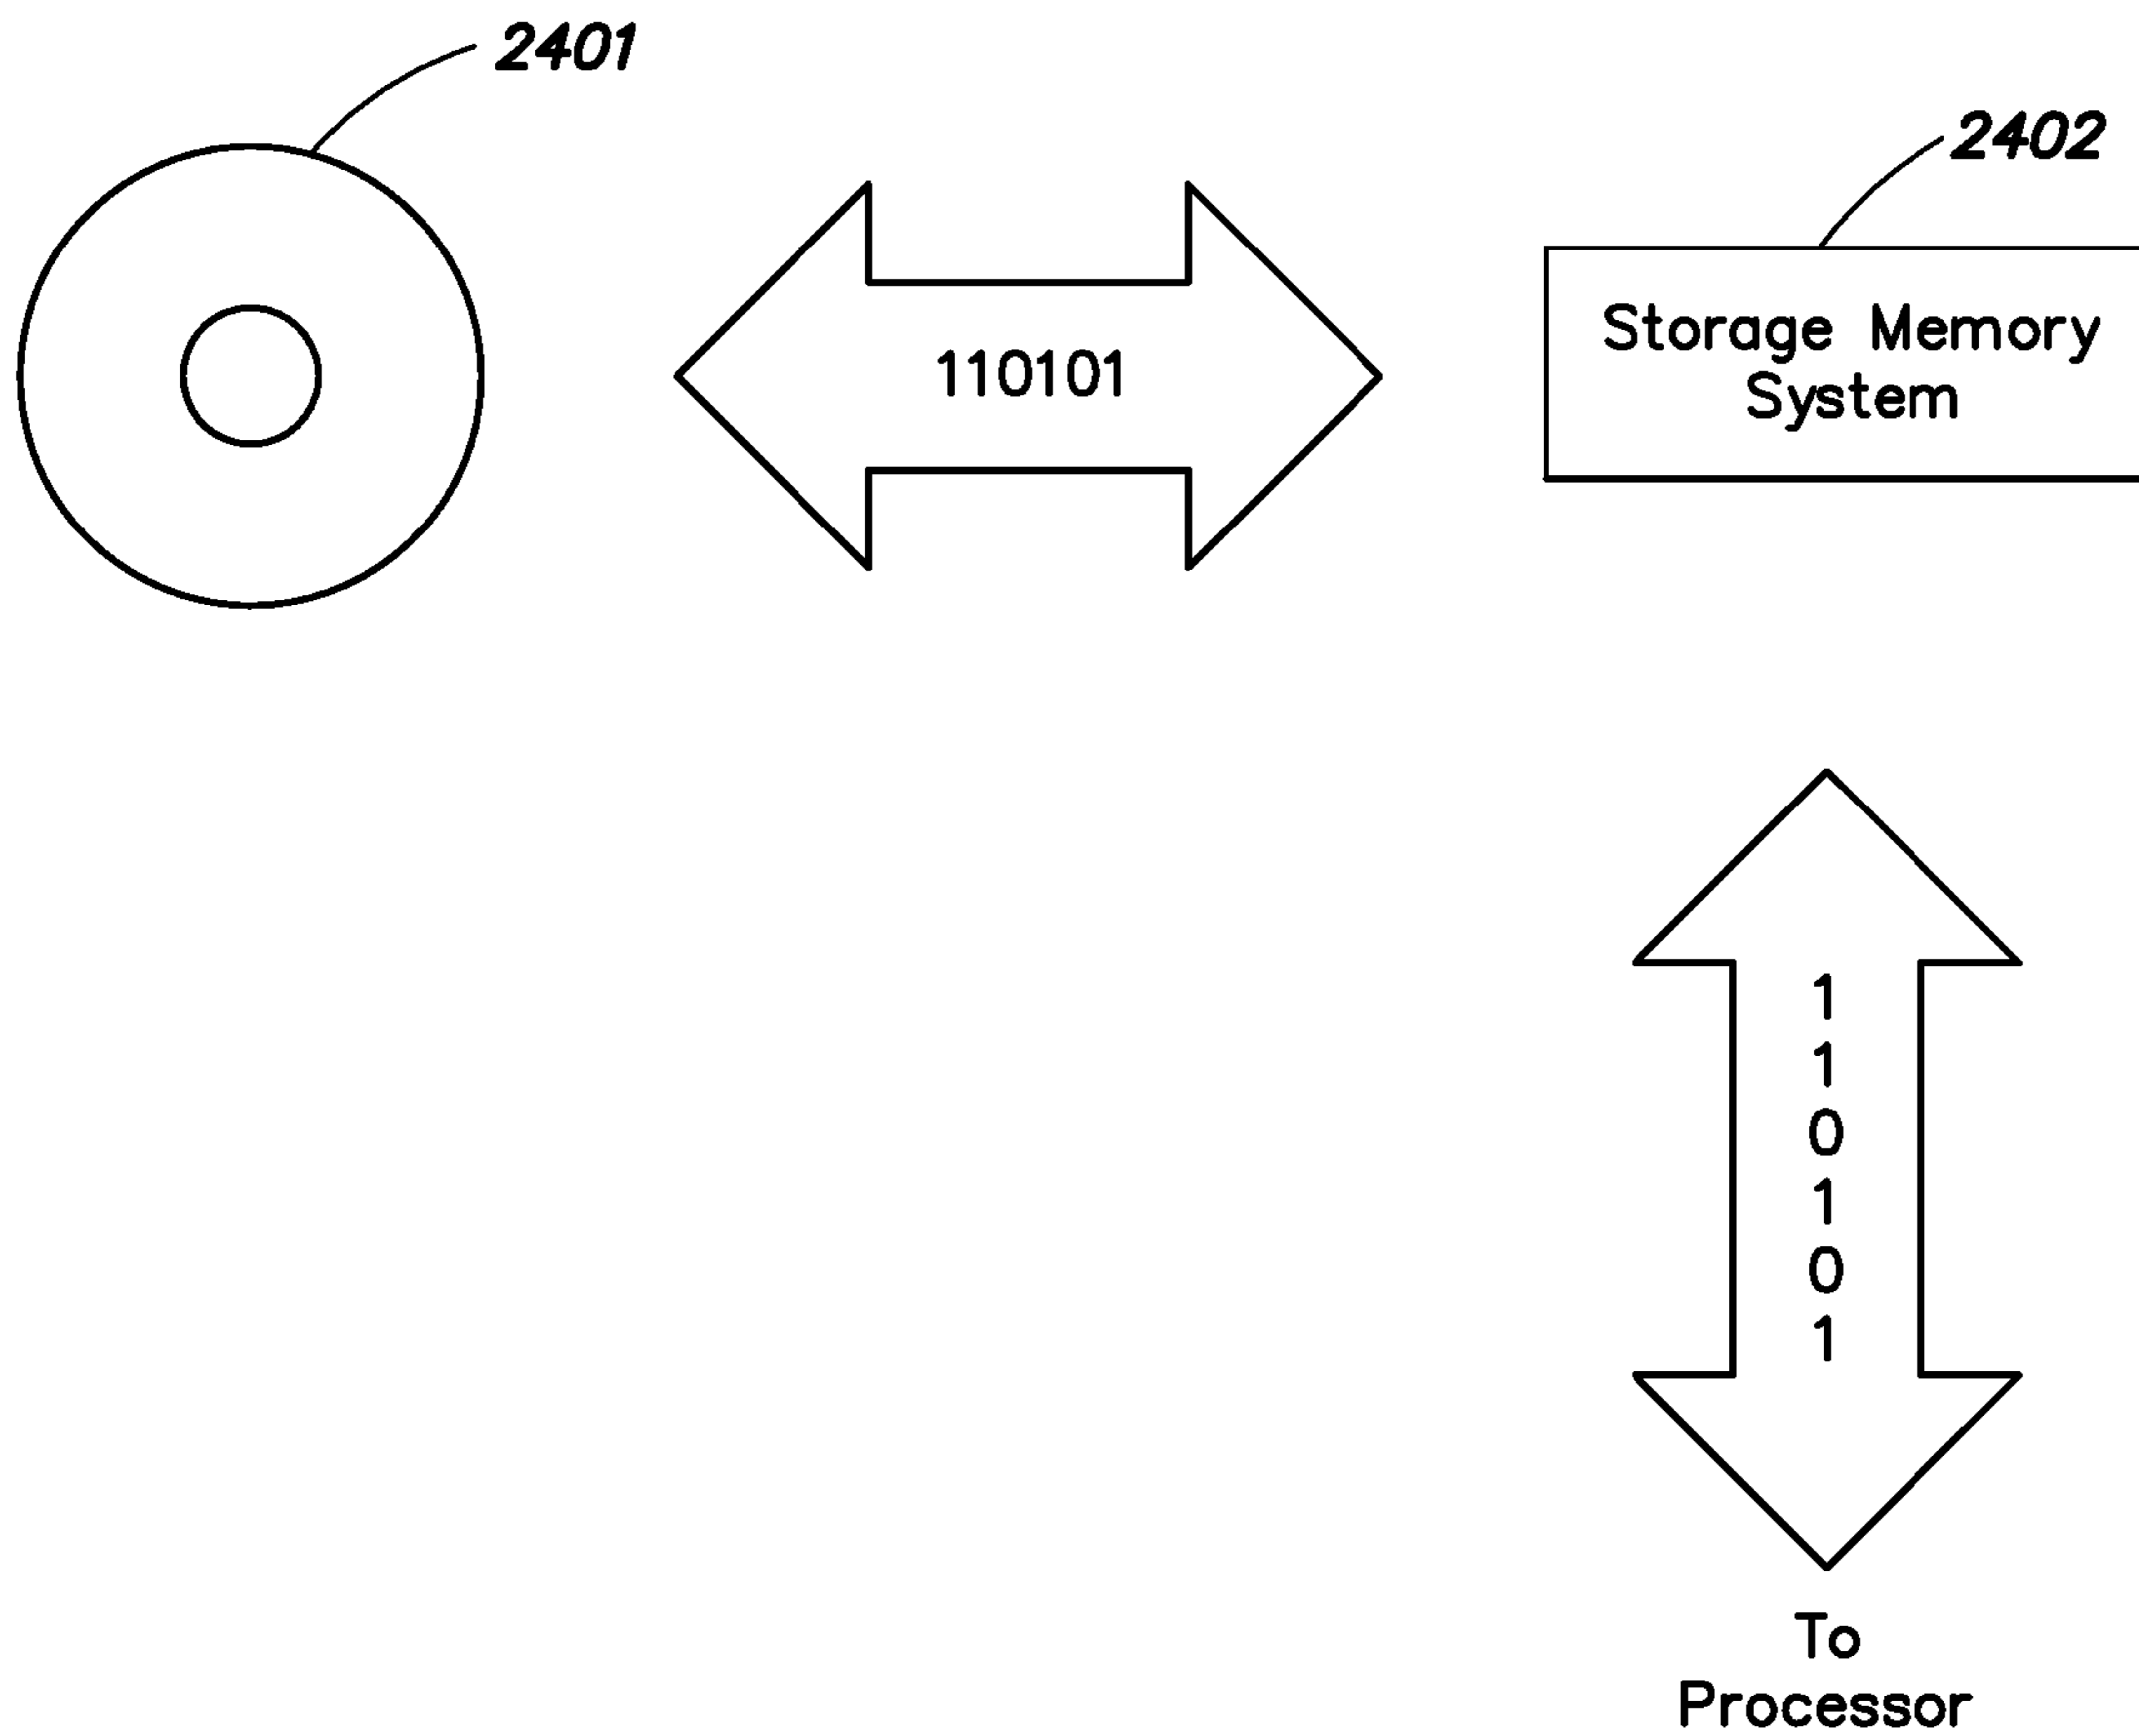 2401
2402
110101
Storage Memory
System
1
1
0
1
0
1
To
Processor